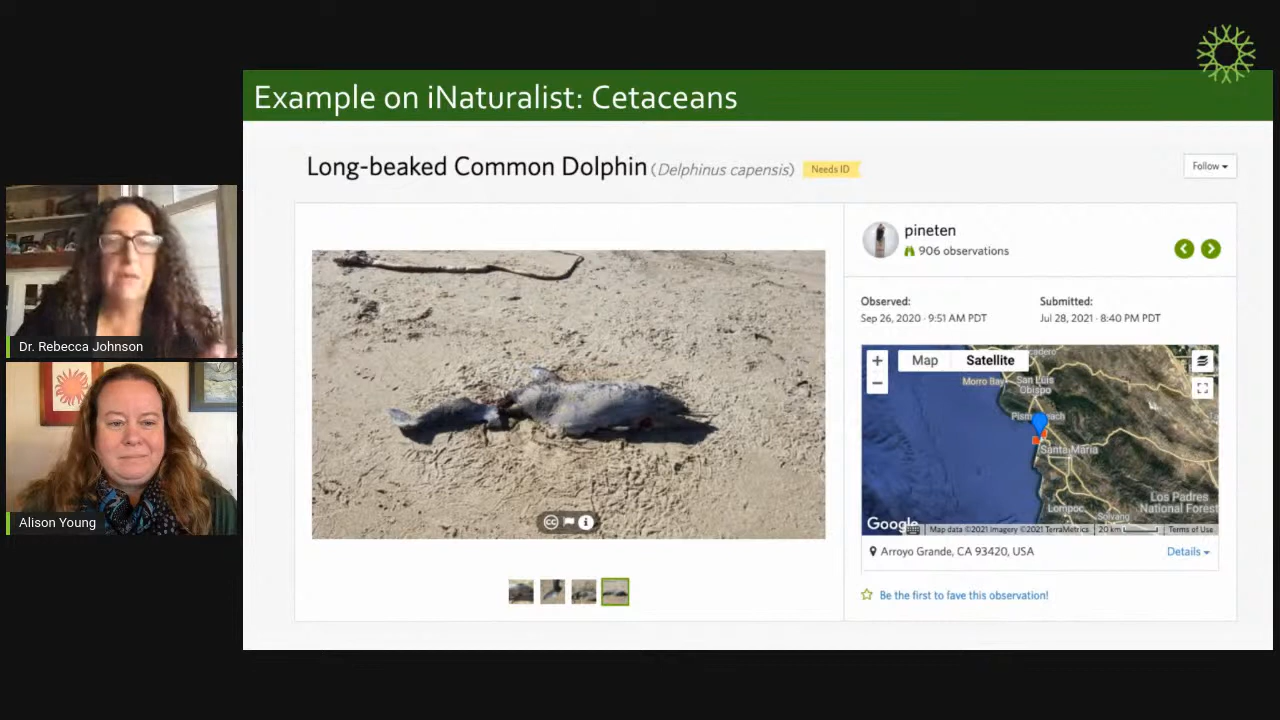 Example on iNaturalist: Cetaceans
Long-beaked Common Dolphin (Delphinus capensis) Needs ID
Follow
pineten
906 observations
Observed:
Sep 26, 2020 · 9:51 AM PDT
Submitted:
Jul 28, 2021 · 8:40 PM PDT
+
−
Map
Satellite
Morro Bay
San Luis
Obispo
Santa Maria
Los Padres
National Forest
Lompoc
Solvang
Google
Map data ©2021 Imagery ©2021 TerraMetrics
20 km
Terms of Use
Arroyo Grande, CA 93420, USA
Details
Be the first to fave this observation!
cc
i
Dr. Rebecca Johnson
Alison Young